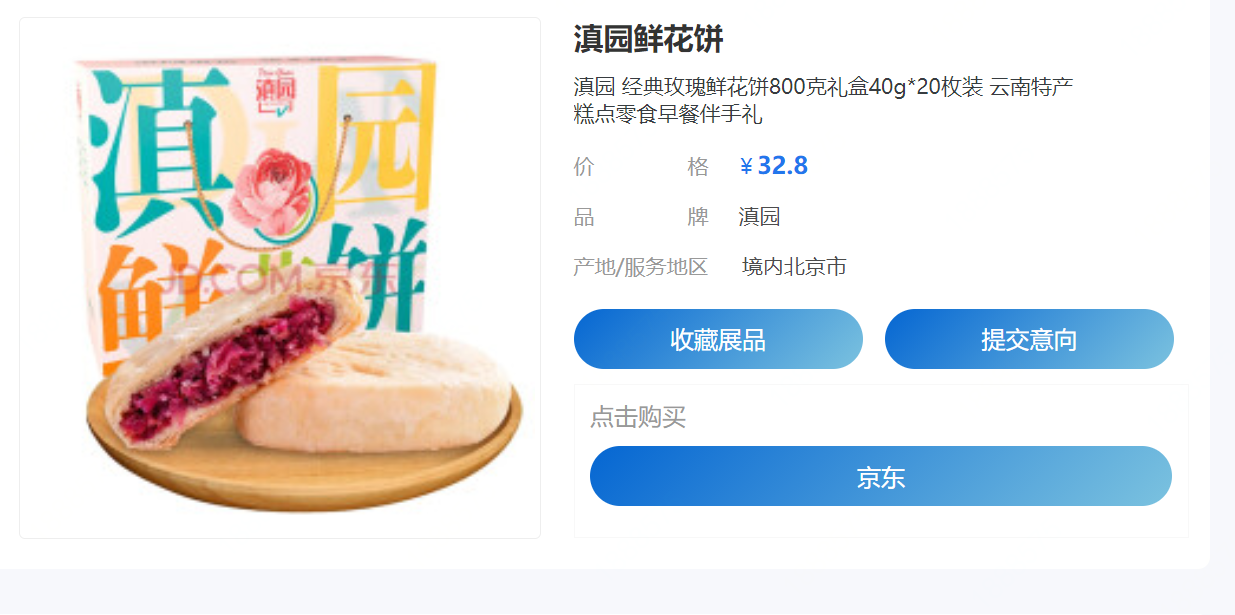 滇园鲜花饼
滇园 经典玫瑰鲜花饼800克礼盒40g*20枚装 云南特产
糕点零食早餐伴手礼
价 格 ¥ 32.8
品 牌 滇园
产地/服务地区 境内北京市
收藏展品 提交意向
点击购买
京东
滇园
滇园
鲜花饼
JD.COM 京东